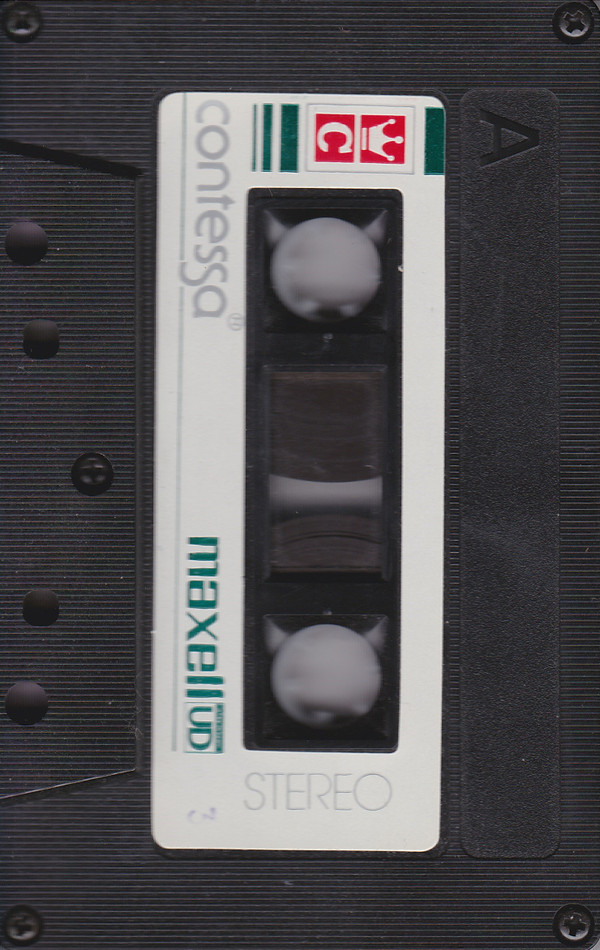 A
C
contessa®
maxell UD
STEREO